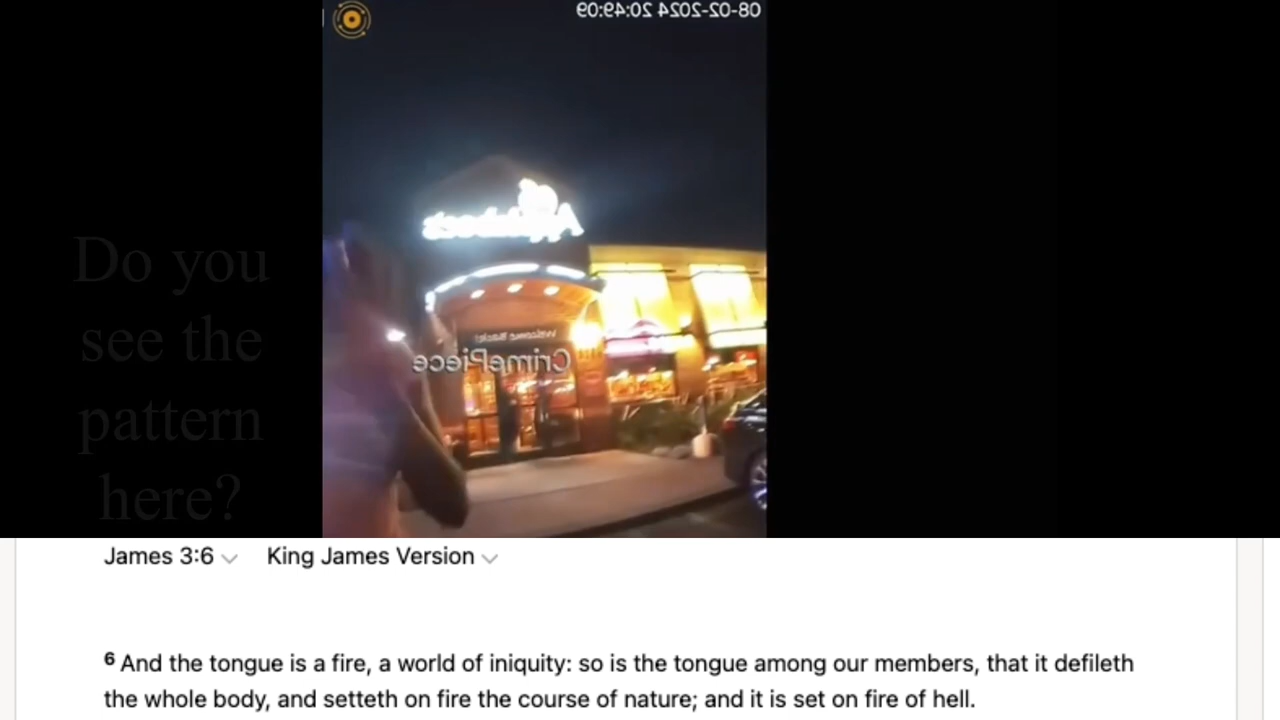 08-02-2024 20:49:09
Applebee's
Welcome Back!
CrimePiece
Do you
see the
pattern
here?
James 3:6 King James Version
6 And the tongue is a fire, a world of iniquity: so is the tongue among our members, that it defileth
the whole body, and setteth on fire the course of nature; and it is set on fire of hell.